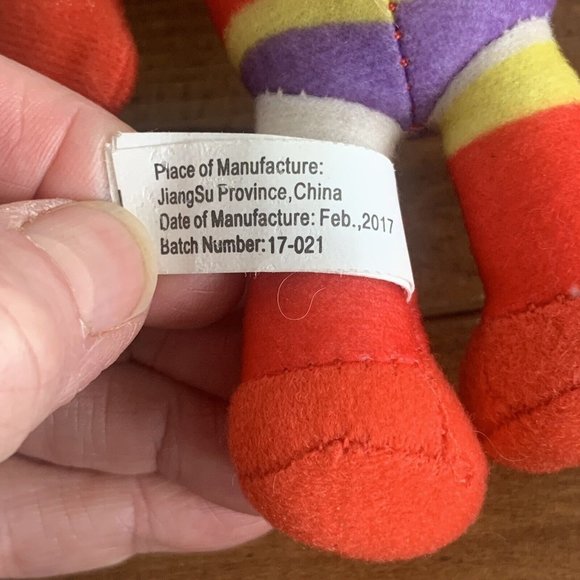 Place of Manufacture:
JiangSu Province,China
Date of Manufacture: Feb.,2017
Batch Number:17-021